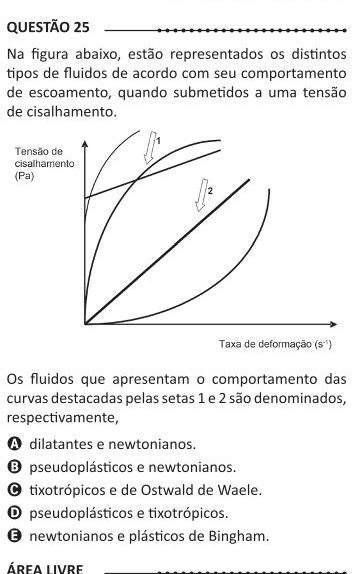 QUESTÃO 25
Na figura abaixo, estão representados os distintos
tipos de fluidos de acordo com seu comportamento
de escoamento, quando submetidos a uma tensão
de cisalhamento.
Tensão de
cisalhamento
(Pa)
1
2
Taxa de deformação (s⁻¹)
Os fluidos que apresentam o comportamento das
curvas destacadas pelas setas 1 e 2 são denominados,
respectivamente,
A dilatantes e newtonianos.
B pseudoplásticos e newtonianos.
C tixotrópicos e de Ostwald de Waele.
D pseudoplásticos e tixotrópicos.
E newtonianos e plásticos de Bingham.
ÁREA LIVRE